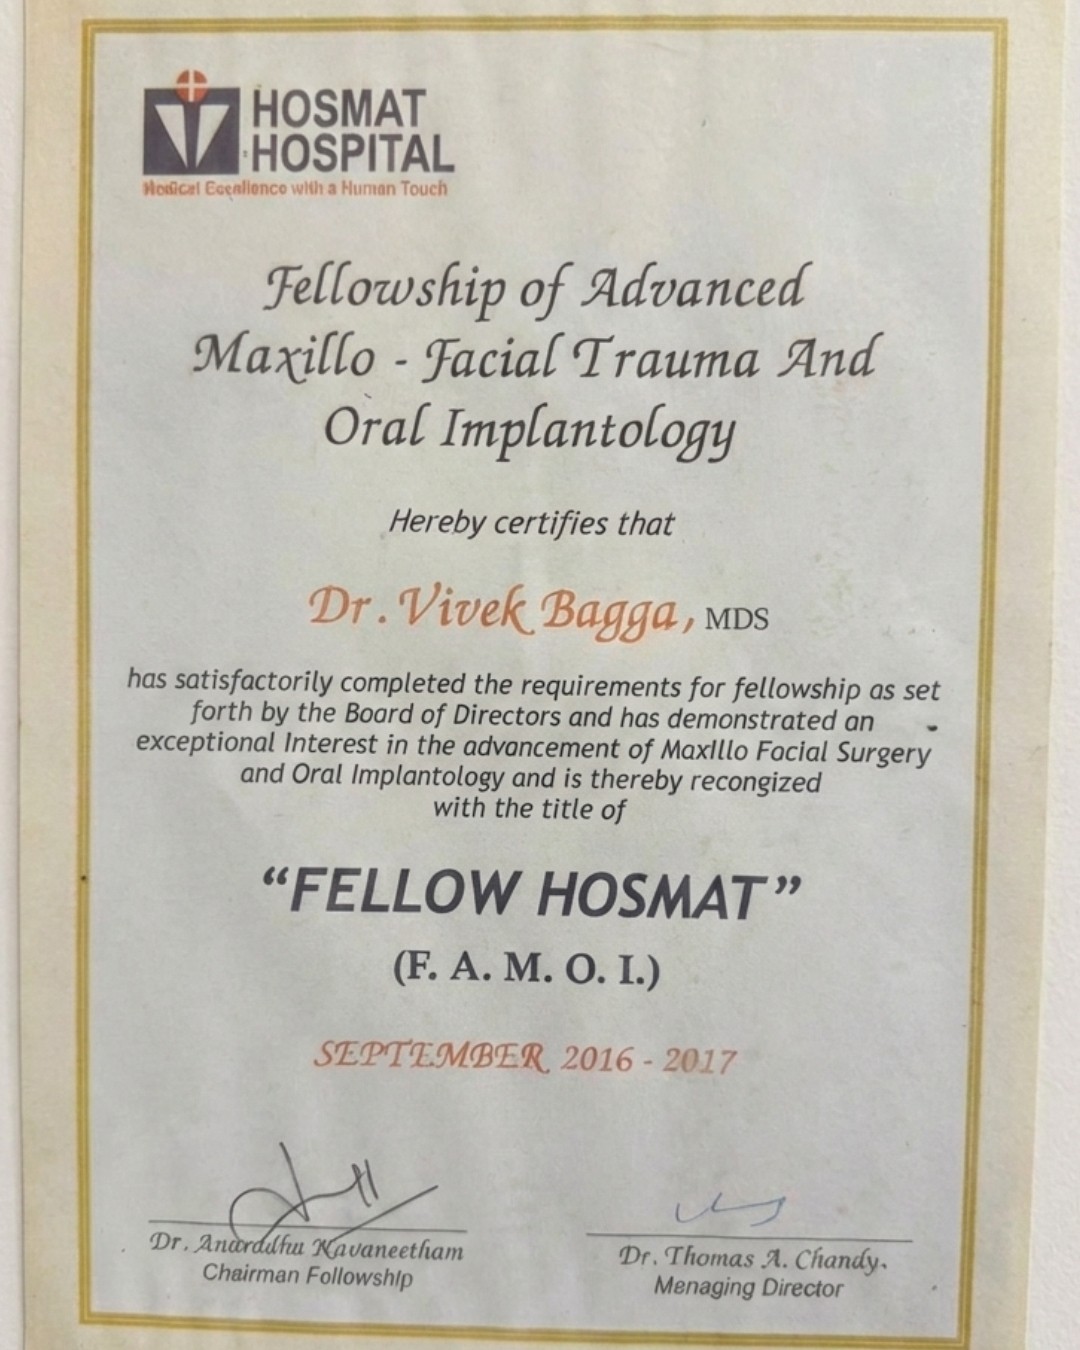 HOSMAT
HOSPITAL
Medical Excellence with a Human Touch
Fellowship of Advanced
Maxillo - Facial Trauma And
Oral Implantology
Hereby certifies that
Dr. Vivek Bagga, MDS
has satisfactorily completed the requirements for fellowship as set
forth by the Board of Directors and has demonstrated an
exceptional Interest in the advancement of MaxIllo Facial Surgery
and Oral Implantology and is thereby recongized
with the title of
“FELLOW HOSMAT”
(F. A. M. O. I.)
SEPTEMBER 2016 - 2017
Dr. Navaneetham
Chairman Fellowship
Dr. Thomas A. Chandy.
Menaging Director